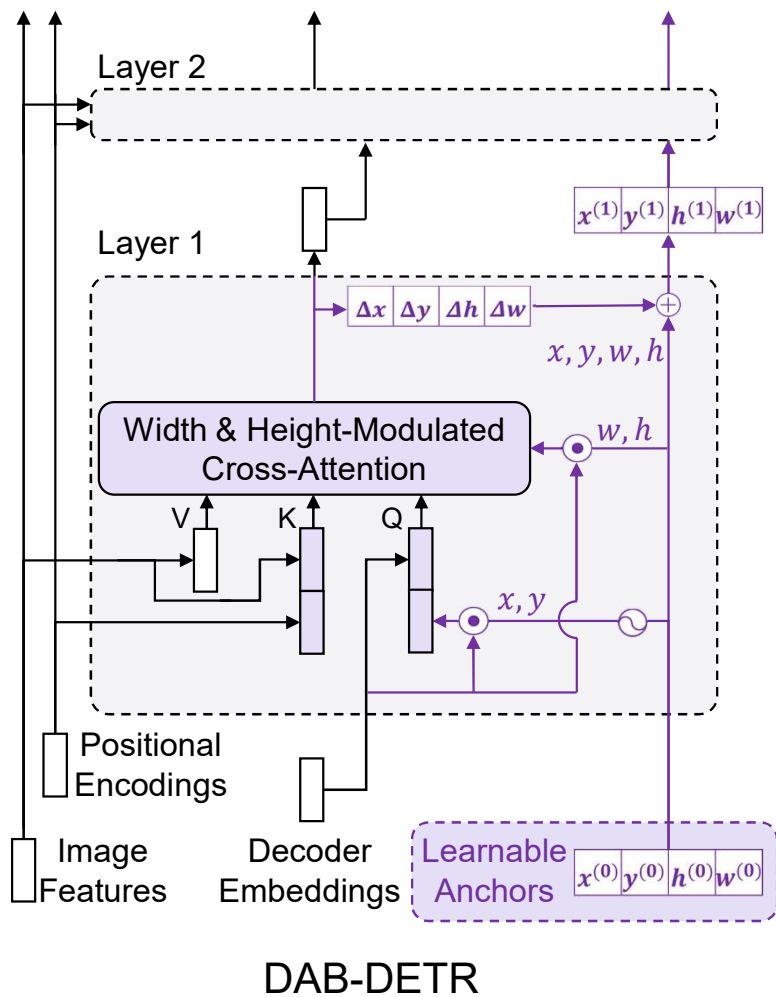 Layer 2
x⁽¹⁾ y⁽¹⁾ h⁽¹⁾ w⁽¹⁾
Layer 1
Δx Δy Δh Δw
x, y, w, h
Width & Height-Modulated
Cross-Attention
w, h
V K Q
x, y
Positional
Encodings
Image
Features
Decoder
Embeddings
Learnable
Anchors
x⁽⁰⁾ y⁽⁰⁾ h⁽⁰⁾ w⁽⁰⁾
DAB-DETR